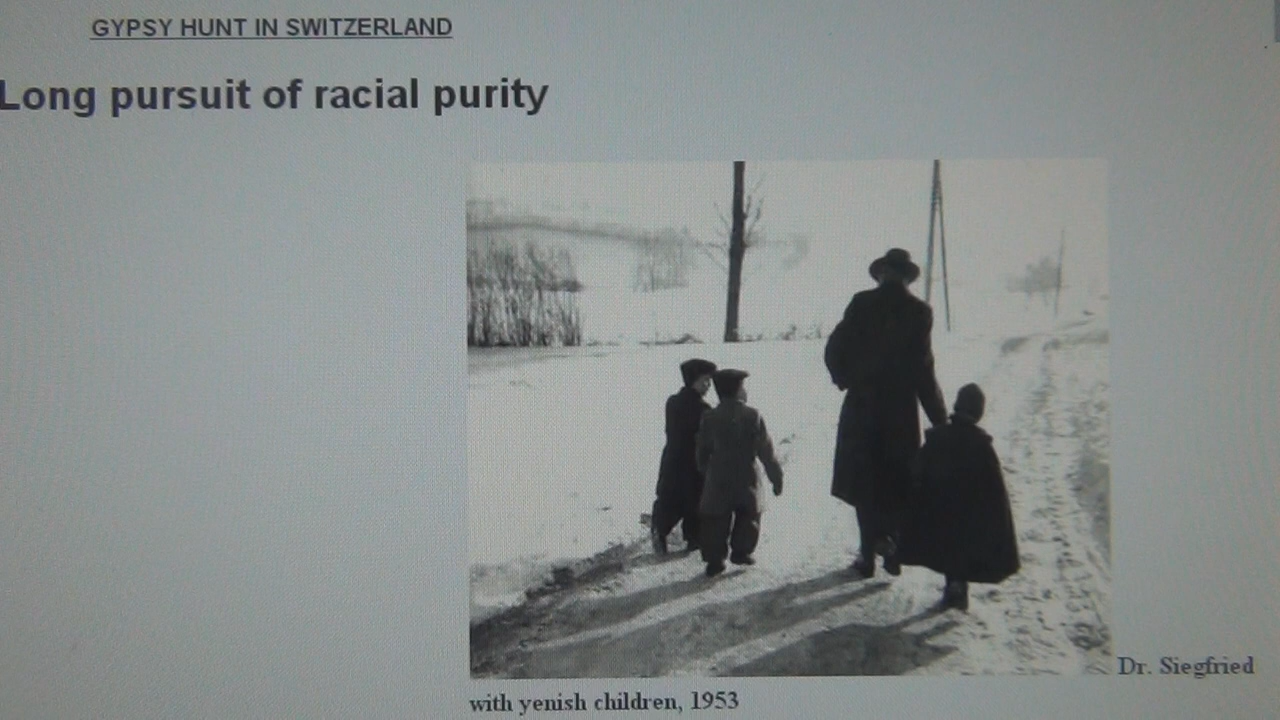 GYPSY HUNT IN SWITZERLAND
Long pursuit of racial purity
Dr. Siegfried
with yenish children, 1953